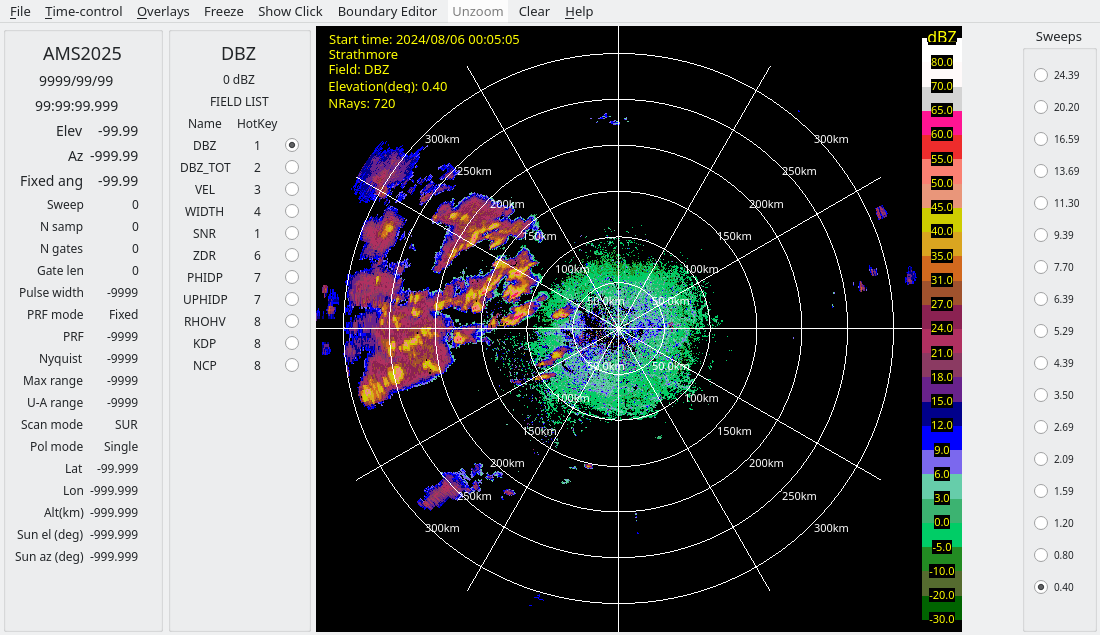 File Time-control Overlays Freeze Show Click Boundary Editor Unzoom Clear Help
AMS2025
9999/99/99
99:99:99.999
Elev -99.99
Az -999.99
Fixed ang -99.99
Sweep 0
N samp 0
N gates 0
Gate len 0
Pulse width -9999
PRF mode Fixed
PRF -9999
Nyquist -9999
Max range -9999
U-A range -9999
Scan mode SUR
Pol mode Single
Lat -99.999
Lon -999.999
Alt(km) -999.999
Sun el (deg) -999.999
Sun az (deg) -999.999
DBZ
0 dBZ
FIELD LIST
Name HotKey
DBZ 1
DBZ_TOT 2
VEL 3
WIDTH 4
SNR 1
ZDR 6
PHIDP 7
UPHIDP 7
RHOHV 8
KDP 8
NCP 8
Start time: 2024/08/06 00:05:05
Strathmore
Field: DBZ
Elevation(deg): 0.40
NRays: 720
300km 300km
250km 250km
200km 200km
150km 150km
100km 100km
50.0km 50.0km
50.0km 50.0km
100km 100km
150km 150km
200km 200km
250km 250km
300km 300km
dBZ
80.0
70.0
65.0
60.0
55.0
50.0
45.0
40.0
35.0
31.0
27.0
24.0
21.0
18.0
15.0
12.0
9.0
6.0
3.0
0.0
-5.0
-10.0
-20.0
-30.0
Sweeps
24.39
20.20
16.59
13.69
11.30
9.39
7.70
6.39
5.29
4.39
3.50
2.69
2.09
1.59
1.20
0.80
0.40